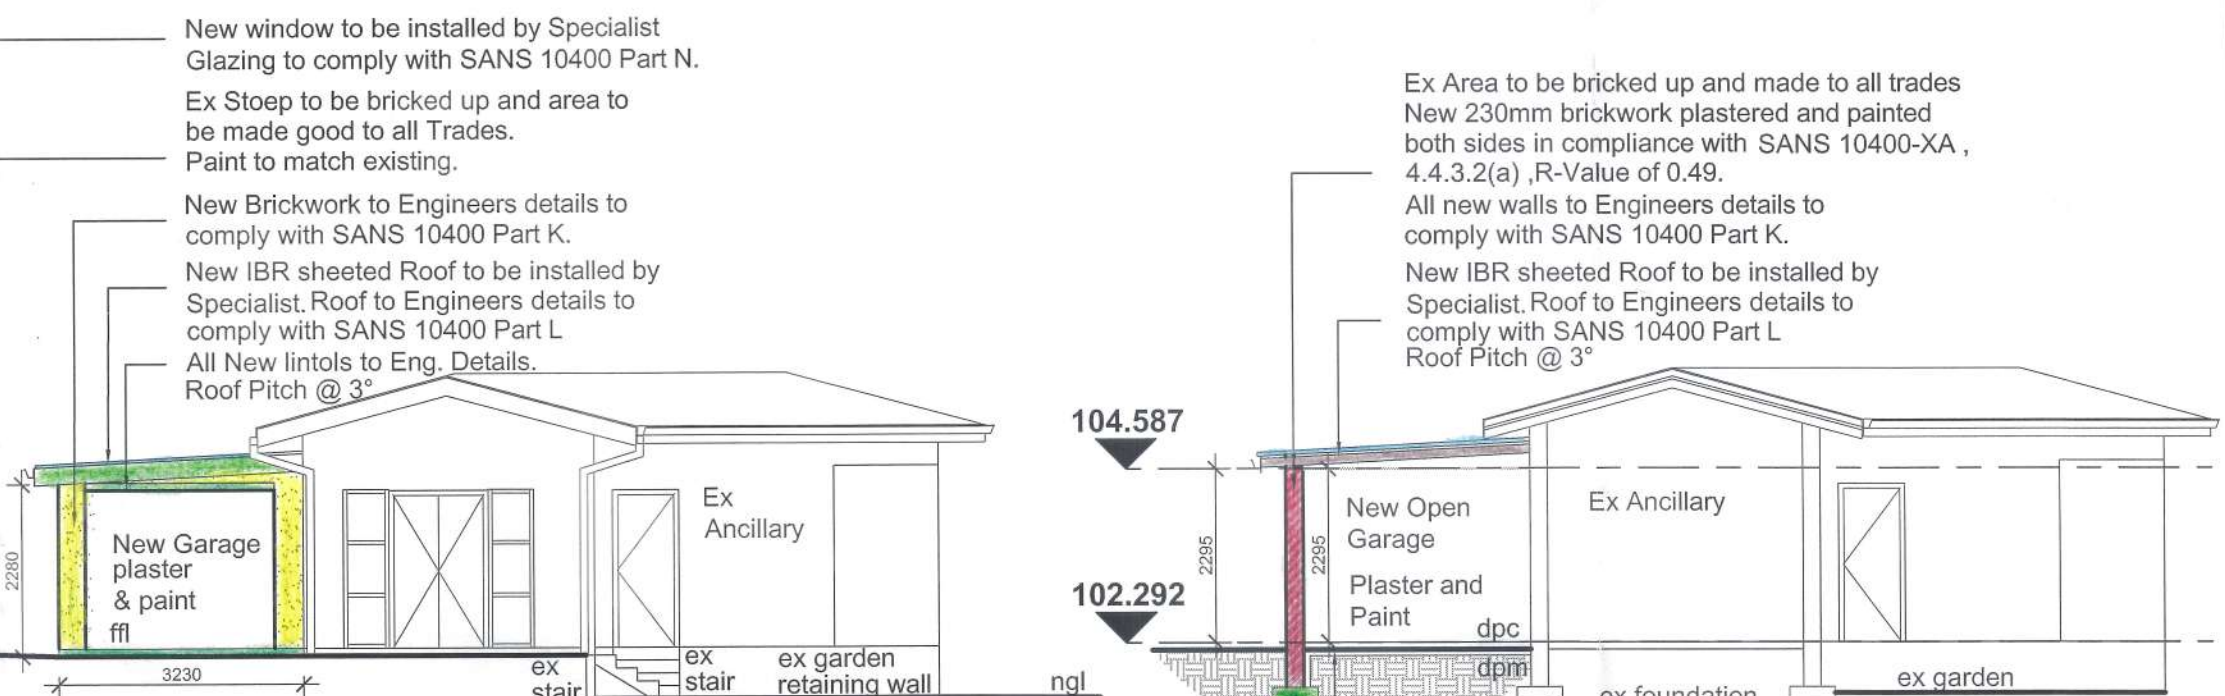 New window to be installed by Specialist
Glazing to comply with SANS 10400 Part N.
Ex Stoep to be bricked up and area to
be made good to all Trades.
Paint to match existing.
New Brickwork to Engineers details to
comply with SANS 10400 Part K.
New IBR sheeted Roof to be installed by
Specialist. Roof to Engineers details to
comply with SANS 10400 Part L
All New lintols to Eng. Details.
Roof Pitch @ 3°
2280
New Garage
plaster
& paint
ffl
3230
Ex
Ancillary
ex
stair
ex
stair
ex garden
retaining wall
ngl
Ex Area to be bricked up and made to all trades
New 230mm brickwork plastered and painted
both sides in compliance with SANS 10400-XA ,
4.4.3.2(a) ,R-Value of 0.49.
All new walls to Engineers details to
comply with SANS 10400 Part K.
New IBR sheeted Roof to be installed by
Specialist. Roof to Engineers details to
comply with SANS 10400 Part L
Roof Pitch @ 3°
104.587
102.292
2295
2295
New Open
Garage
Plaster and
Paint
dpc
dpm
Ex Ancillary
ex foundation
ex garden